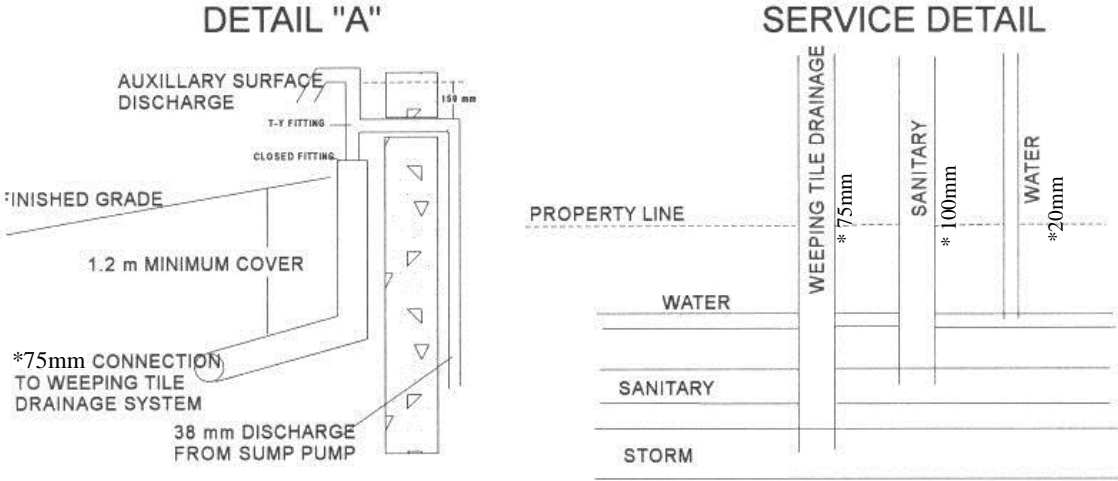 DETAIL "A"
AUXILLARY SURFACE
DISCHARGE
150 mm
T-Y FITTING
CLOSED FITTING
FINISHED GRADE
1.2 m MINIMUM COVER
*75mm CONNECTION
TO WEEPING TILE
DRAINAGE SYSTEM
38 mm DISCHARGE
FROM SUMP PUMP
SERVICE DETAIL
WEEPING TILE DRAINAGE
* 75mm
SANITARY
* 100mm
WATER
*20mm
PROPERTY LINE
WATER
SANITARY
STORM